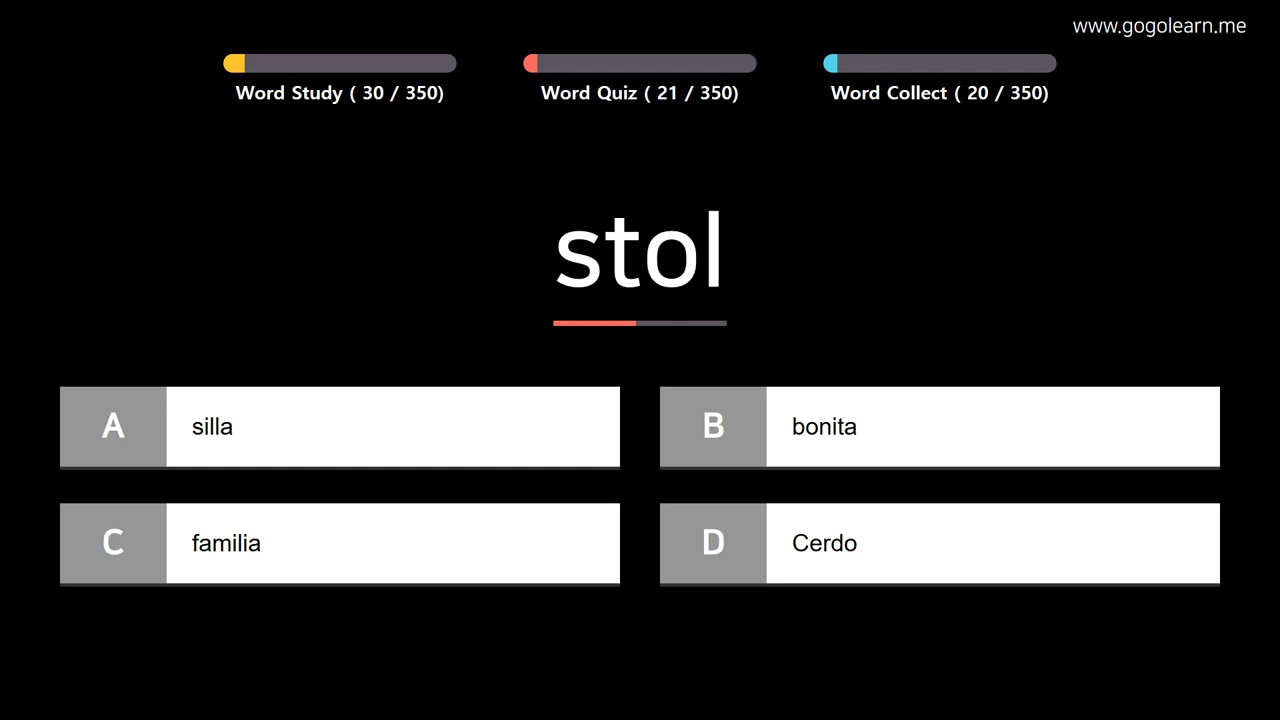 www.gogolearn.me
Word Study ( 30 / 350)
Word Quiz ( 21 / 350)
Word Collect ( 20 / 350)
stol
A silla
B bonita
C familia
D Cerdo